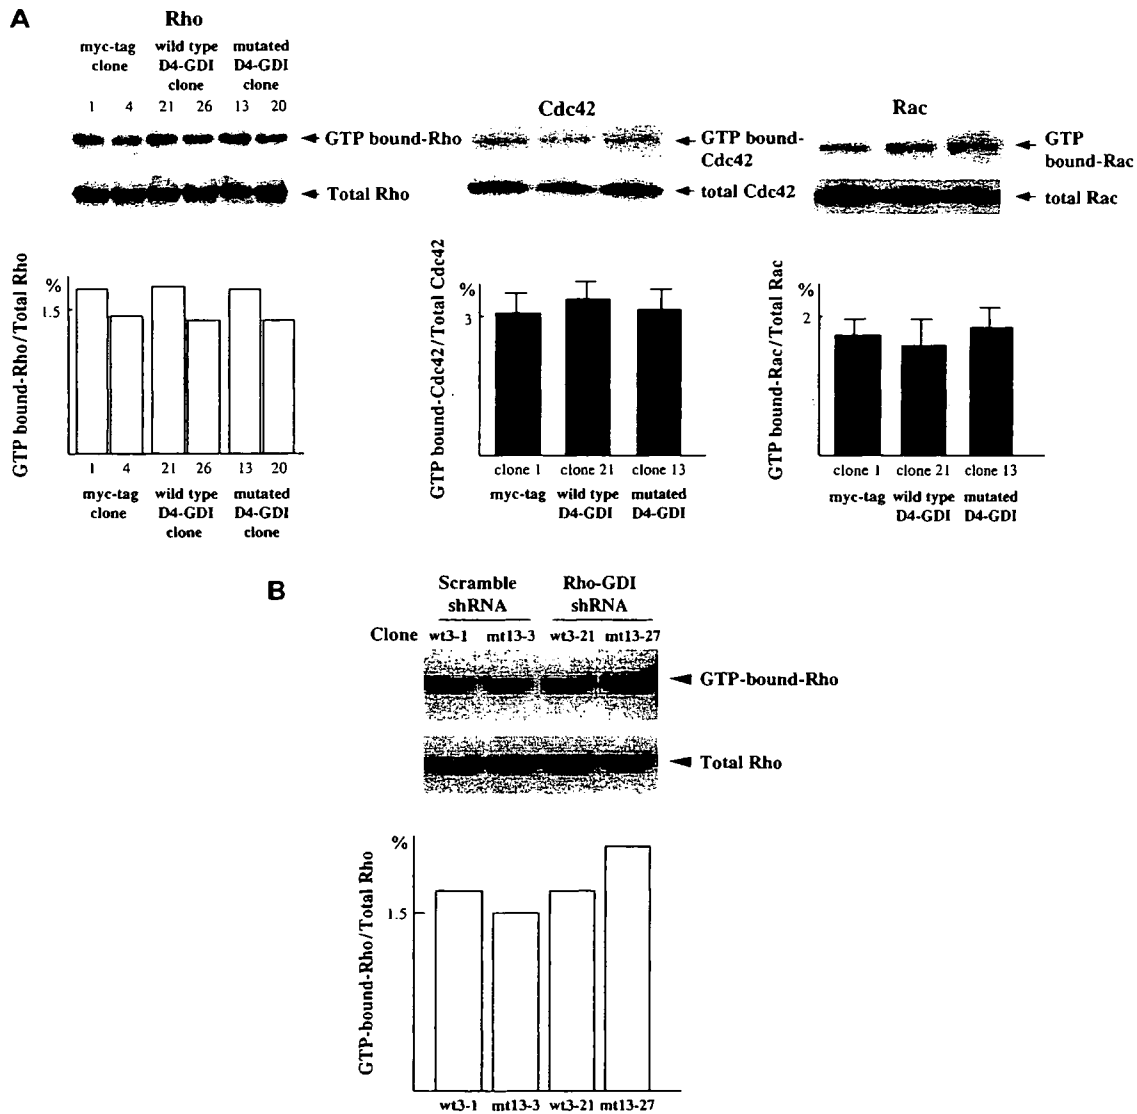 A
Rho
myc-tag clone
wild type D4-GDI clone
mutated D4-GDI clone
1 4 21 26 13 20
GTP bound-Rho
Total Rho
Cdc42
GTP bound-Cdc42
total Cdc42
Rac
GTP bound-Rac
total Rac
GTP bound-Rho/Total Rho
%
1.5
1 4 21 26 13 20
myc-tag clone
wild type D4-GDI clone
mutated D4-GDI clone
GTP bound-Cdc42/Total Cdc42
%
3
clone 1 clone 21 clone 13
myc-tag
wild type D4-GDI
mutated D4-GDI
GTP bound-Rac/Total Rac
%
2
clone 1 clone 21 clone 13
myc-tag
wild type D4-GDI
mutated D4-GDI
B
Scramble shRNA
Rho-GDI shRNA
Clone wt3-1 mt13-3 wt3-21 mt13-27
GTP-bound-Rho
Total Rho
GTP-bound-Rho/Total Rho
%
1.5
wt3-1 mt13-3 wt3-21 mt13-27